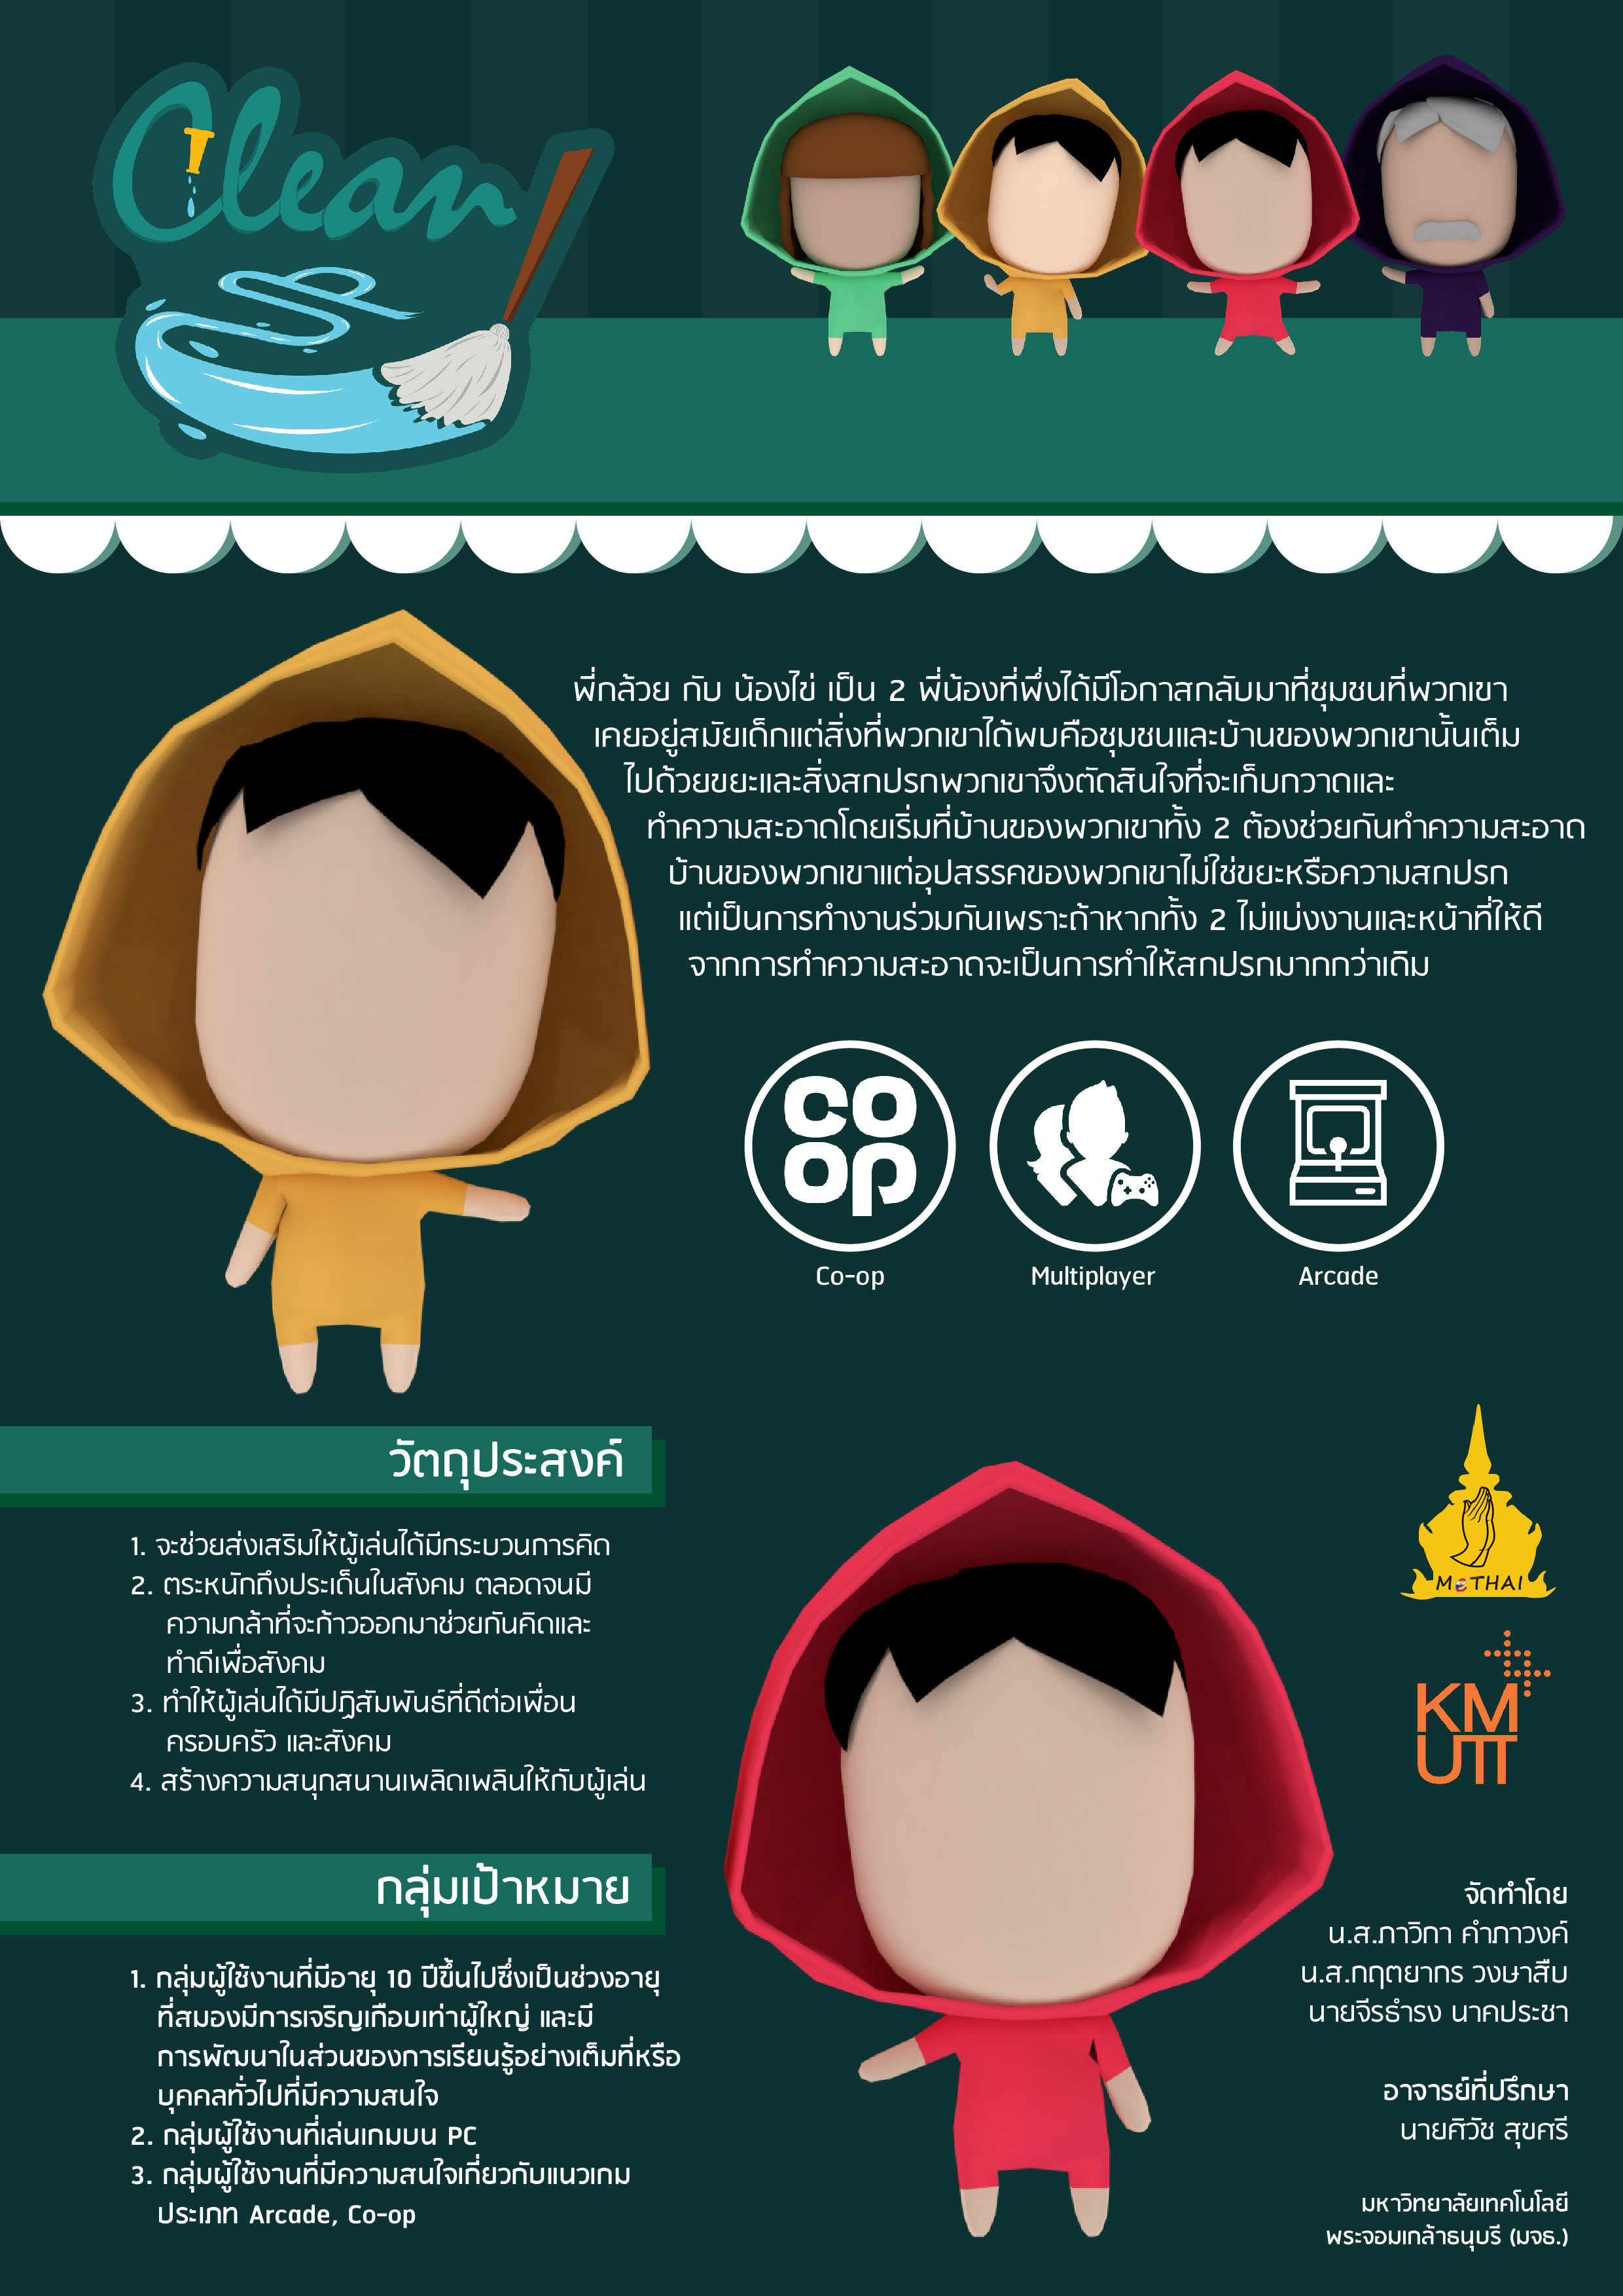 Clean
UP
พี่กล้วย กับ น้องไข่ เป็น 2 พี่น้องที่พึ่งได้มีโอกาสกลับมาที่ชุมชนที่พวกเขา
เคยอยู่สมัยเด็กแต่สิ่งที่พวกเขาได้พบคือชุมชนและบ้านของพวกเขานั้นเต็ม
ไปด้วยขยะและสิ่งสกปรกพวกเขาจึงตัดสินใจที่จะเก็บกวาดและ
ทำความสะอาดโดยเริ่มที่บ้านของพวกเขาทั้ง 2 ต้องช่วยกันทำความสะอาด
บ้านของพวกเขาแต่อุปสรรคของพวกเขาไม่ใช่ขยะหรือความสกปรก
แต่เป็นการทำงานร่วมกันเพราะถ้าหากทั้ง 2 ไม่แบ่งงานและหน้าที่ให้ดี
จากการทำความสะอาดจะเป็นการทำให้สกปรกมากกว่าเดิม
co
op
Co-op
Multiplayer
Arcade
วัตถุประสงค์
1. จะช่วยส่งเสริมให้ผู้เล่นได้มีกระบวนการคิด
2. ตระหนักถึงประเด็นในสังคม ตลอดจนมี
ความกล้าที่จะก้าวออกมาช่วยกันคิดและ
ทำดีเพื่อสังคม
3. ทำให้ผู้เล่นได้มีปฏิสัมพันธ์ที่ดีต่อเพื่อน
ครอบครัว และสังคม
4. สร้างความสนุกสนานเพลิดเพลินให้กับผู้เล่น
กลุ่มเป้าหมาย
1. กลุ่มผู้ใช้งานที่มีอายุ 10 ปีขึ้นไปซึ่งเป็นช่วงอายุ
ที่สมองมีการเจริญเกือบเท่าผู้ใหญ่ และมี
การพัฒนาในส่วนของการเรียนรู้อย่างเต็มที่หรือ
บุคคลทั่วไปที่มีความสนใจ
2. กลุ่มผู้ใช้งานที่เล่นเกมบน PC
3. กลุ่มผู้ใช้งานที่มีความสนใจเกี่ยวกับแนวเกม
ประเภท Arcade, Co-op
MeTHAI
KM
UTT
จัดทำโดย
น.ส.ภาวิกา คำภาวงค์
น.ส.กฤตยากร วงษาสืบ
นายจีรธำรง นาคประชา
อาจารย์ที่ปรึกษา
นายศิวัช สุขศรี
มหาวิทยาลัยเทคโนโลยี
พระจอมเกล้าธนบุรี (มจธ.)